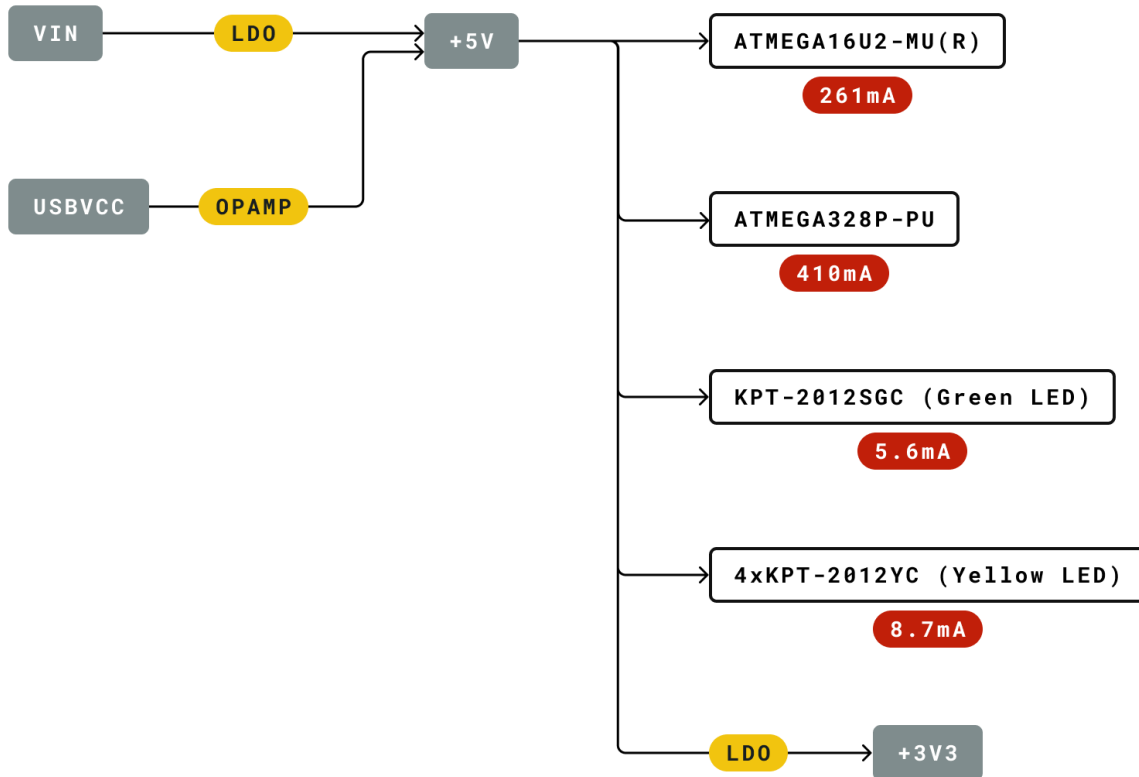 VIN
LDO
+5V
ATMEGA16U2-MU(R)
261mA
USBVCC
OPAMP
ATMEGA328P-PU
410mA
KPT-2012SGC (Green LED)
5.6mA
4xKPT-2012YC (Yellow LED)
8.7mA
LDO
+3V3